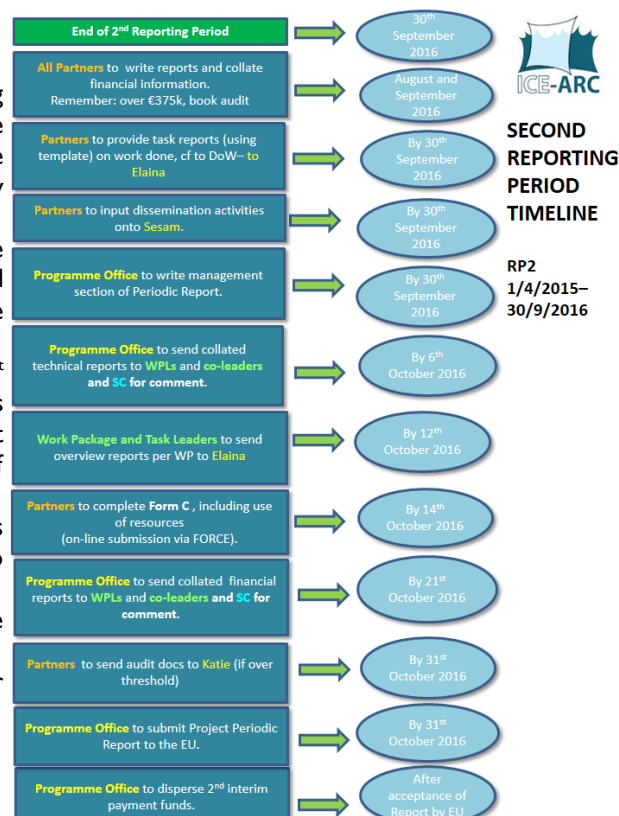 End of 2nd Reporting Period
30th
September
2016
All Partners to write reports and collate
financial information.
Remember: over €375k, book audit
August and
September
2016
Partners to provide task reports (using
template) on work done, cf to DoW– to
Elaina
By 30th
September
2016
Partners to input dissemination activities
onto Sesam.
By 30th
September
2016
Programme Office to write management
section of Periodic Report.
By 30th
September
2016
Programme Office to send collated
technical reports to WPLs and co-leaders
and SC for comment.
By 6th
October 2016
Work Package and Task Leaders to send
overview reports per WP to Elaina
By 12th
October 2016
Partners to complete Form C , including use
of resources
(on-line submission via FORCE).
By 14th
October 2016
Programme Office to send collated financial
reports to WPLs and co-leaders and SC for
comment.
By 21st
October 2016
Partners to send audit docs to Katie (if over
threshold)
By 31st
October 2016
Programme Office to submit Project Periodic
Report to the EU.
By 31st
October 2016
Programme Office to disperse 2nd interim
payment funds.
After
acceptance of
Report by EU
ICE-ARC
SECOND
REPORTING
PERIOD
TIMELINE
RP2
1/4/2015–
30/9/2016